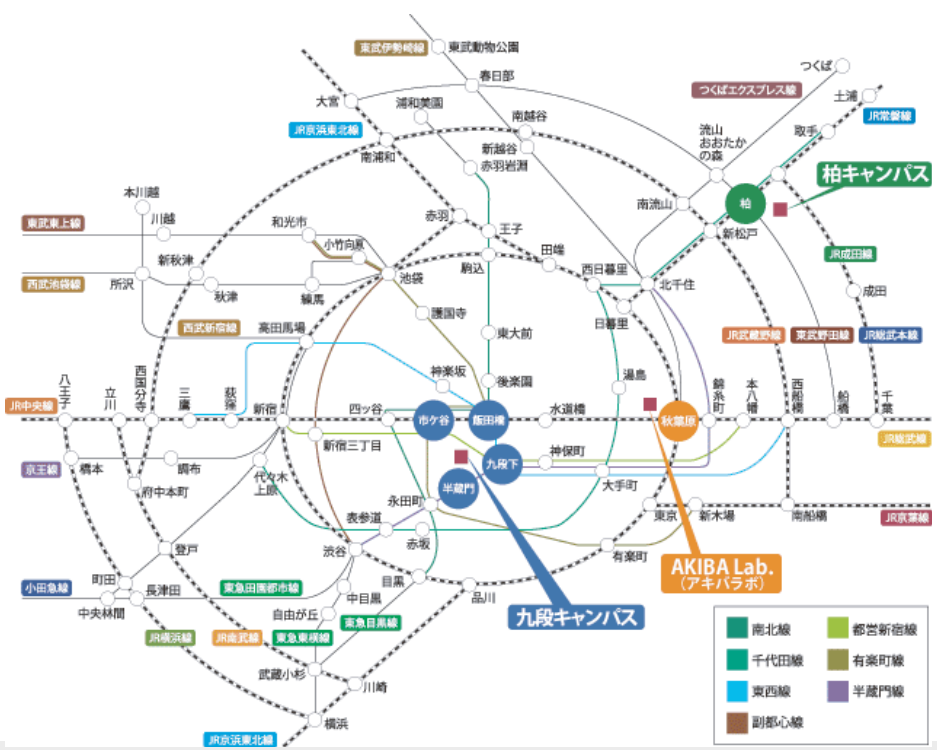 東武伊勢崎線
東武動物公園
つくば
春日部
つくばエクスプレス線
土浦
大宮
浦和美園
JR常磐線
南越谷
取手
JR京浜東北線
流山
おおたか
の森
新越谷
南浦和
赤羽岩淵
柏キャンパス
本川越
柏
南流山
川越
和光市
赤羽
東武東上線
王子
新松戸
小竹向原
田端
JR成田線
新秋津
駒込
西武池袋線
所沢
秋津
練馬
池袋
西日暮里
北千住
成田
護国寺
日暮里
西武新宿線
高田馬場
東大前
JR武蔵野線
東武野田線
JR総武本線
神楽坂
後楽園
湯島
八王子
立川
西国分寺
三鷹
荻窪
新宿
四ッ谷
錦糸町
本八幡
西船橋
船橋
千葉
JR中央線
市ケ谷
飯田橋
水道橋
秋葉原
JR総武線
新宿三丁目
神保町
九段下
京王線
橋本
調布
代々木
上原
大手町
府中本町
半蔵門
永田町
表参道
東京
新木場
南船橋
JR京葉線
赤坂
登戸
渋谷
有楽町
AKIBA Lab.
(アキバラボ)
小田急線
町田
長津田
東急田園都市線
目黒
品川
中央林間
中目黒
九段キャンパス
自由が丘
東急目黒線
JR横浜線
JR南武線
東急東横線
武蔵小杉
川崎
横浜
JR京浜東北線
南北線
都営新宿線
千代田線
有楽町線
東西線
半蔵門線
副都心線